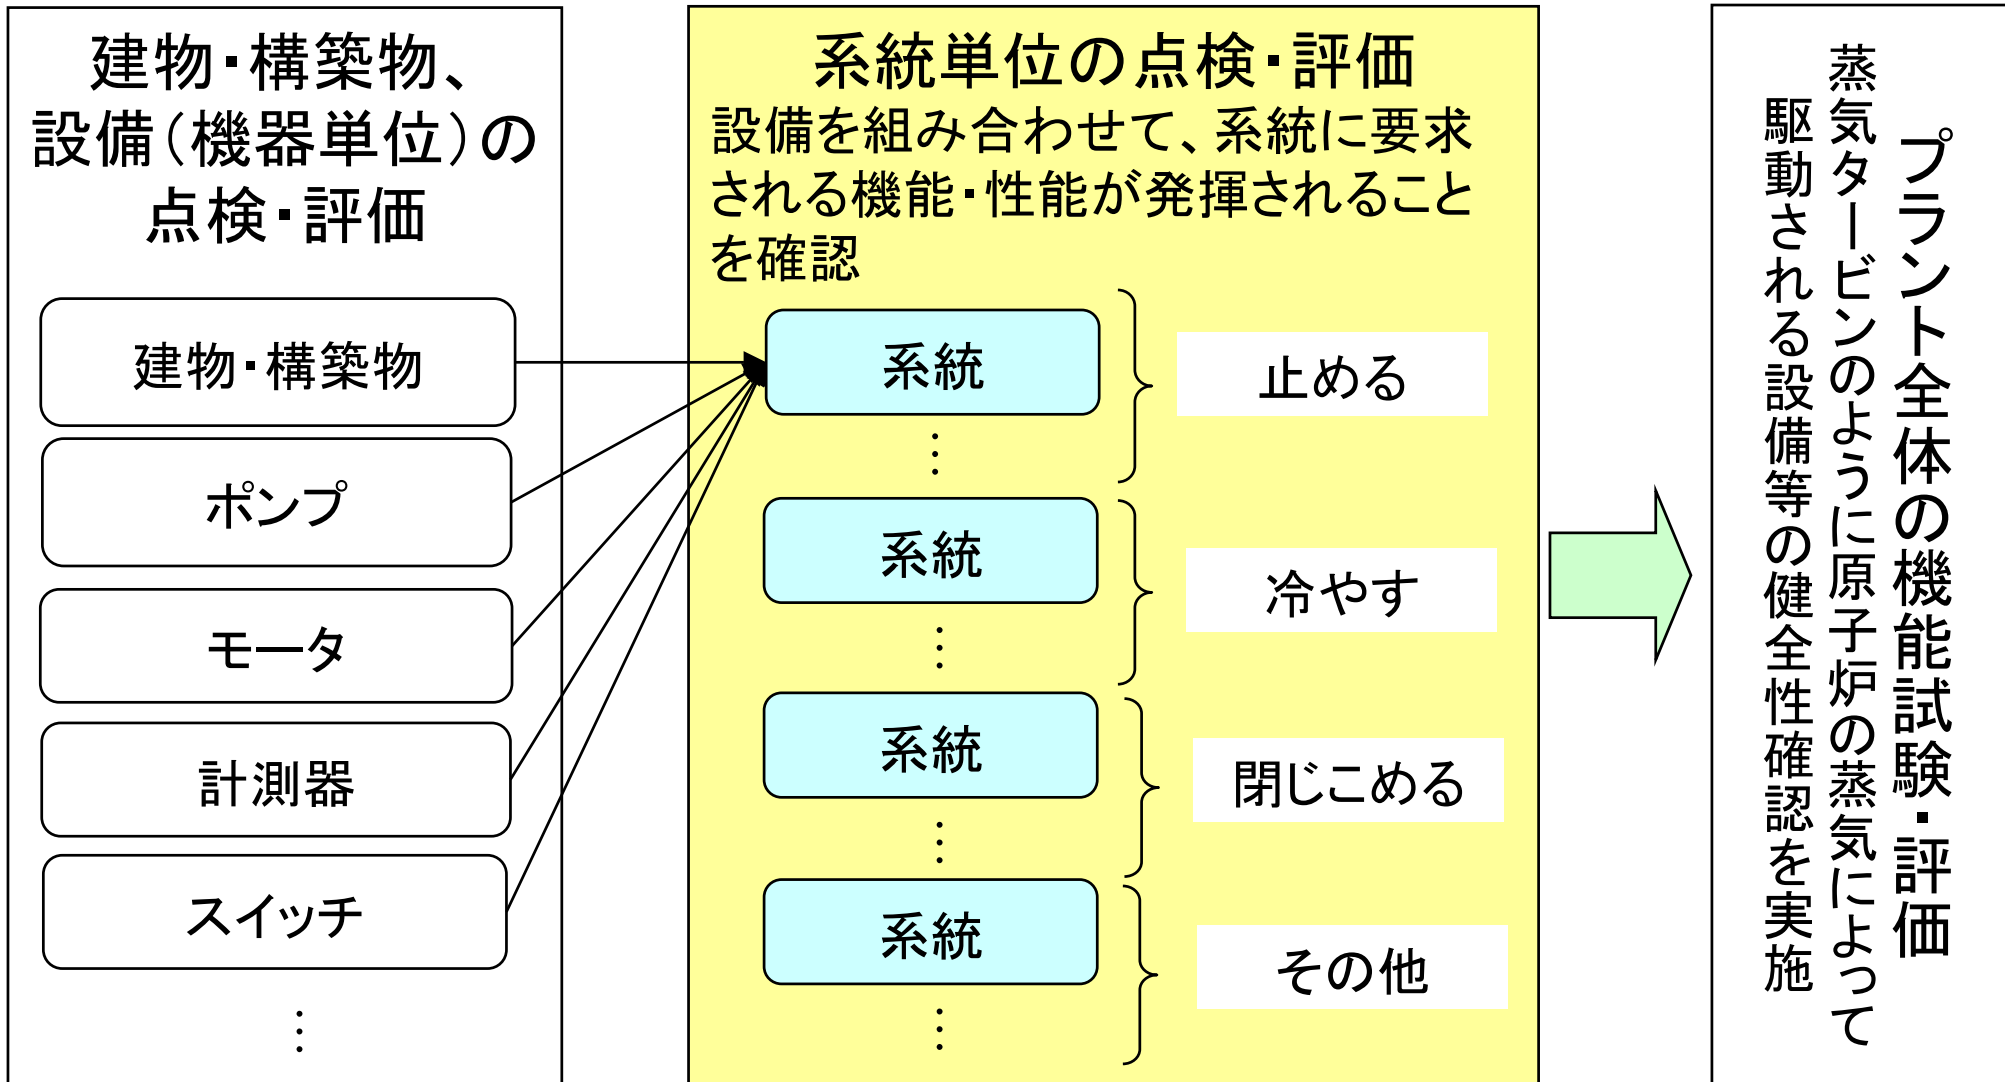 建物・構築物、
設備（機器単位）の
点検・評価
建物・構築物
ポンプ
モータ
計測器
スイッチ
⋮
系統単位の点検・評価
設備を組み合わせて、系統に要求
される機能・性能が発揮されること
を確認
系統
⋮
止める
系統
⋮
冷やす
系統
⋮
閉じこめる
系統
⋮
その他
プラント全体の機能試験・評価
蒸気タービンのように原子炉の蒸気によって
駆動される設備等の健全性確認を実施